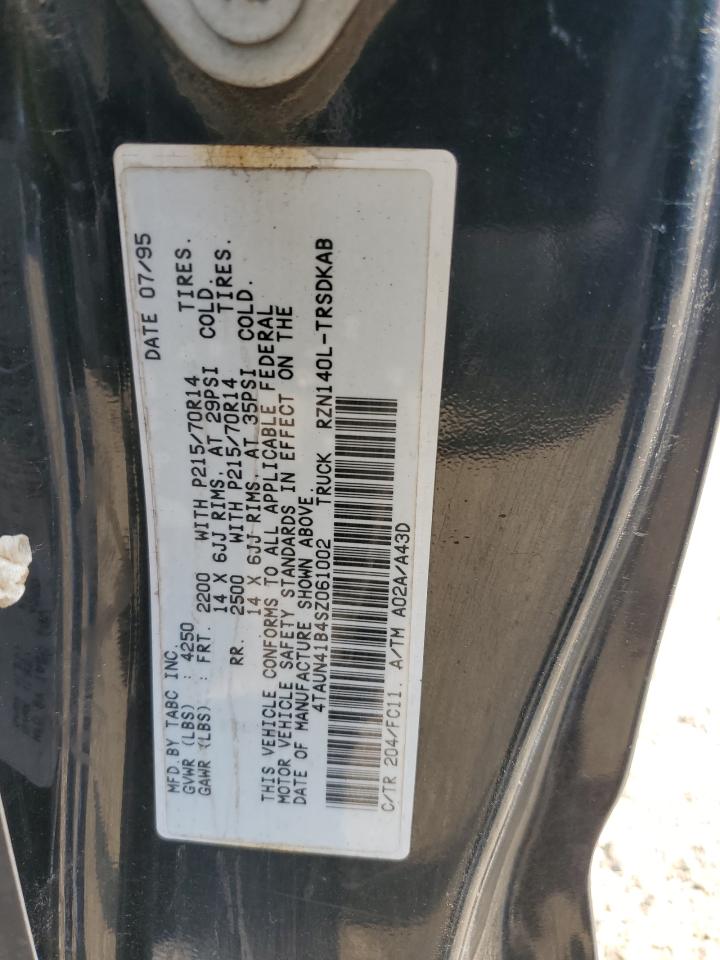 MFD.BY TABC INC. DATE 07/95
GVWR (LBS) : 4250
GAWR (LBS) : FRT. 2200 WITH P215/70R14 TIRES.
14 X 6JJ RIMS. AT 29PSI COLD.
RR. 2500 WITH P215/70R14 TIRES.
14 X 6JJ RIMS. AT 35PSI COLD.
THIS VEHICLE CONFORMS TO ALL APPLICABLE FEDERAL
MOTOR VEHICLE SAFETY STANDARDS IN EFFECT ON THE
DATE OF MANUFACTURE SHOWN ABOVE.
4TAUN41B4SZ061002 TRUCK RZN140L-TRSDKAB
C/TR 204/FC11. A/TM A02A/A43D